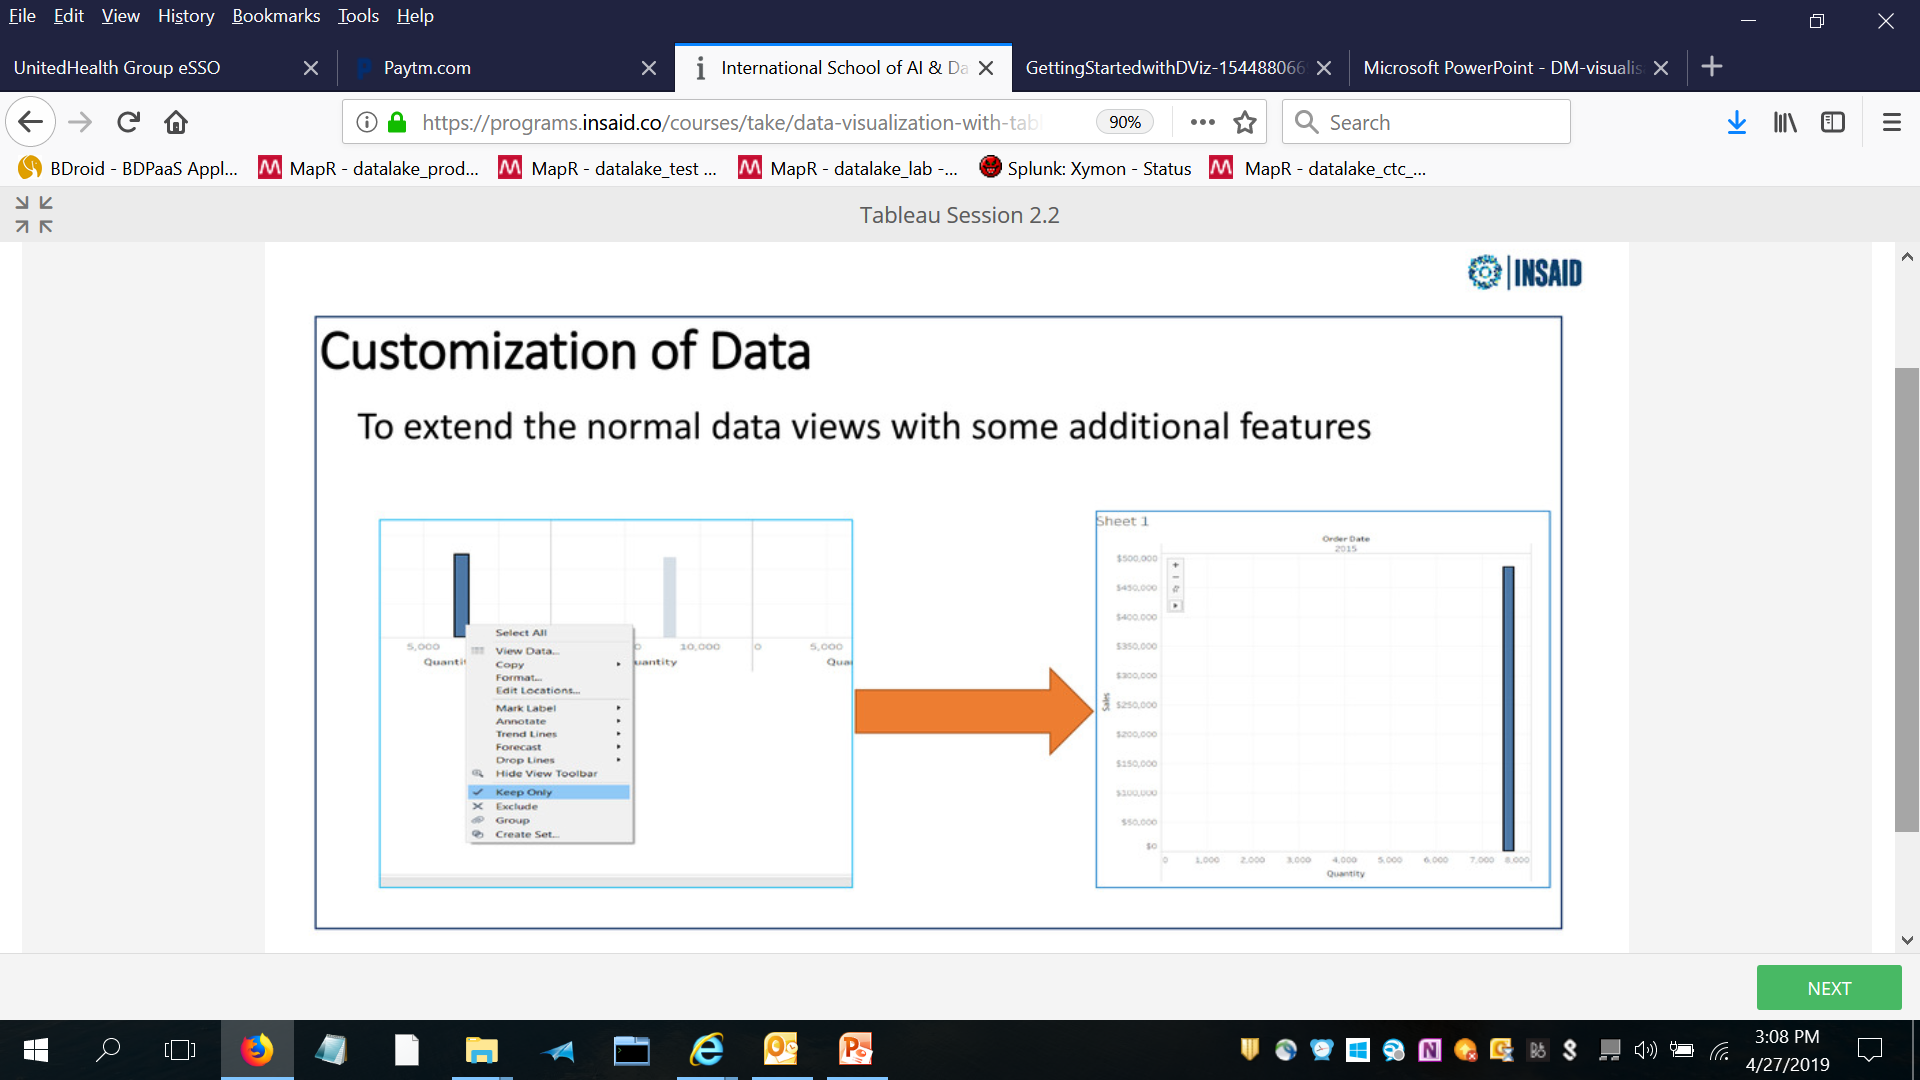 File Edit View History Bookmarks Tools Help
UnitedHealth Group eSSO
Paytm.com
International School of AI & Da
GettingStartedwithDViz-1544880669
Microsoft PowerPoint - DM-visualis
https://programs.insaid.co/courses/take/data-visualization-with-tabl
90%
Search
BDroid - BDPaaS Appl...
MapR - datalake_prod...
MapR - datalake_test ...
MapR - datalake_lab -...
Splunk: Xymon - Status
MapR - datalake_ctc_...
Tableau Session 2.2
INSAID
Customization of Data
To extend the normal data views with some additional features
5,000
Quantit
0
10,000
uantity
0
5,000
Qua
Select All
View Data...
Copy
Format...
Edit Locations...
Mark Label
Annotate
Trend Lines
Forecast
Drop Lines
Hide View Toolbar
Keep Only
Exclude
Group
Create Set...
Sheet 1
Order Date
2015
$500,000
$450,000
$400,000
$350,000
$300,000
$250,000
$200,000
$150,000
$100,000
$50,000
$0
Sales
0 1,000 2,000 3,000 4,000 5,000 6,000 7,000 8,000
Quantity
NEXT
3:08 PM
4/27/2019